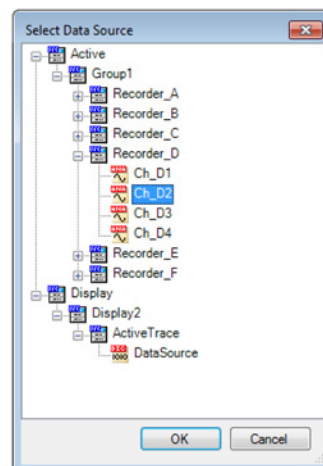 Select Data Source
Active
Group1
Recorder_A
Recorder_B
Recorder_C
Recorder_D
Ch_D1
Ch_D2
Ch_D3
Ch_D4
Recorder_E
Recorder_F
Display
Display2
ActiveTrace
DataSource
OK Cancel